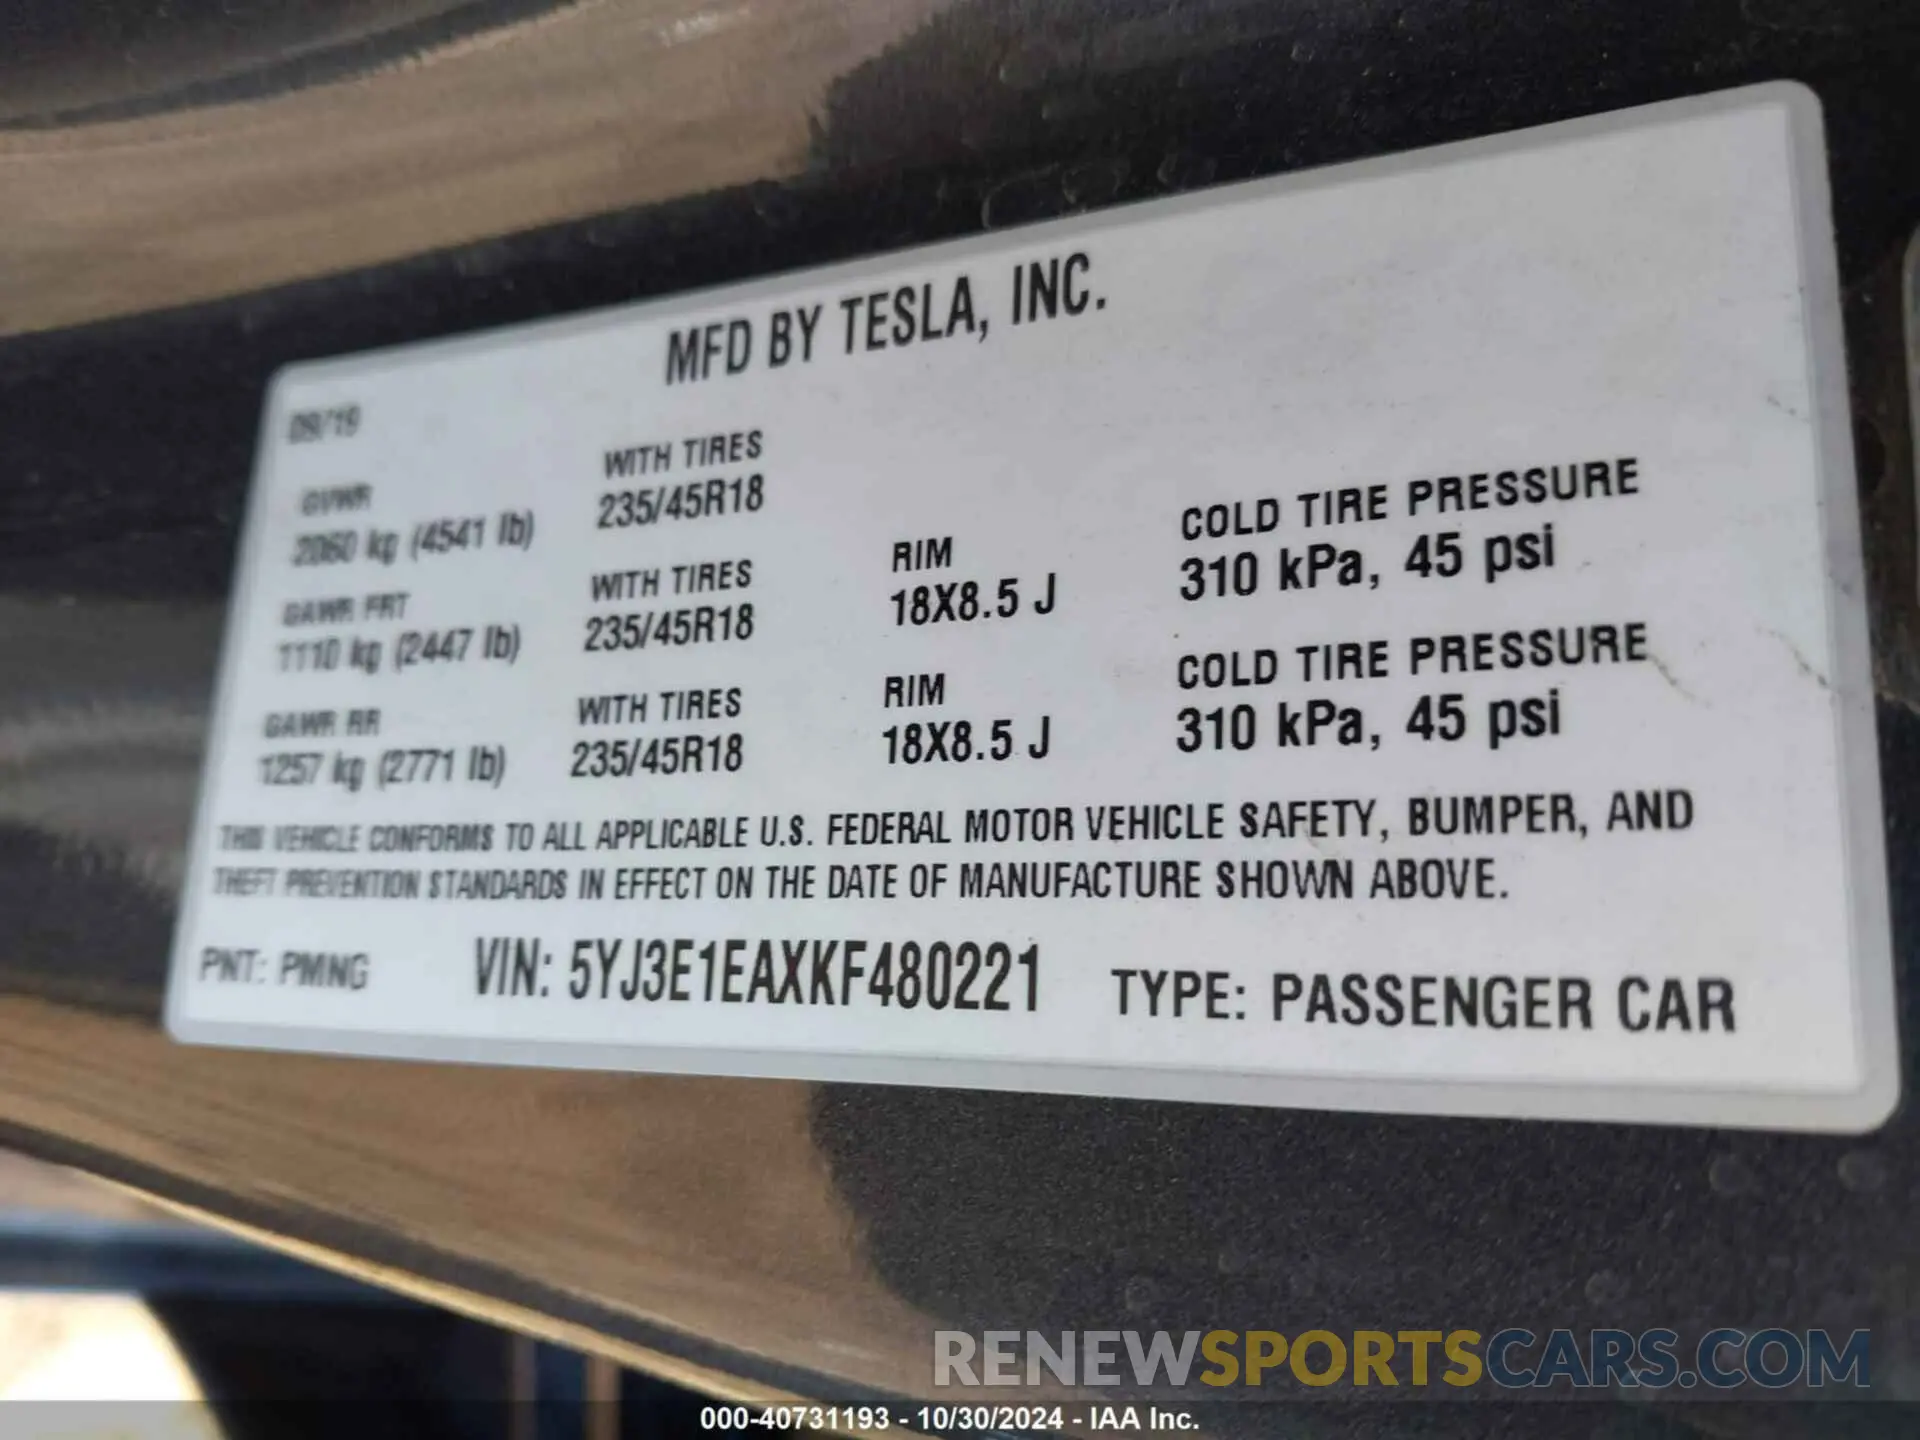 MFD BY TESLA, INC.
09/19
GVWR
2060 kg (4541 lb)
WITH TIRES
235/45R18
GAWR FRT
1110 kg (2447 lb)
WITH TIRES
235/45R18
RIM
18X8.5 J
COLD TIRE PRESSURE
310 kPa, 45 psi
GAWR RR
1257 kg (2771 lb)
WITH TIRES
235/45R18
RIM
18X8.5 J
COLD TIRE PRESSURE
310 kPa, 45 psi
THIS VEHICLE CONFORMS TO ALL APPLICABLE U.S. FEDERAL MOTOR VEHICLE SAFETY, BUMPER, AND
THEFT PREVENTION STANDARDS IN EFFECT ON THE DATE OF MANUFACTURE SHOWN ABOVE.
PNT: PMNG VIN: 5YJ3E1EAXKF480221 TYPE: PASSENGER CAR
RENEWSPORTSCARS.COM
000-40731193 - 10/30/2024 - IAA Inc.